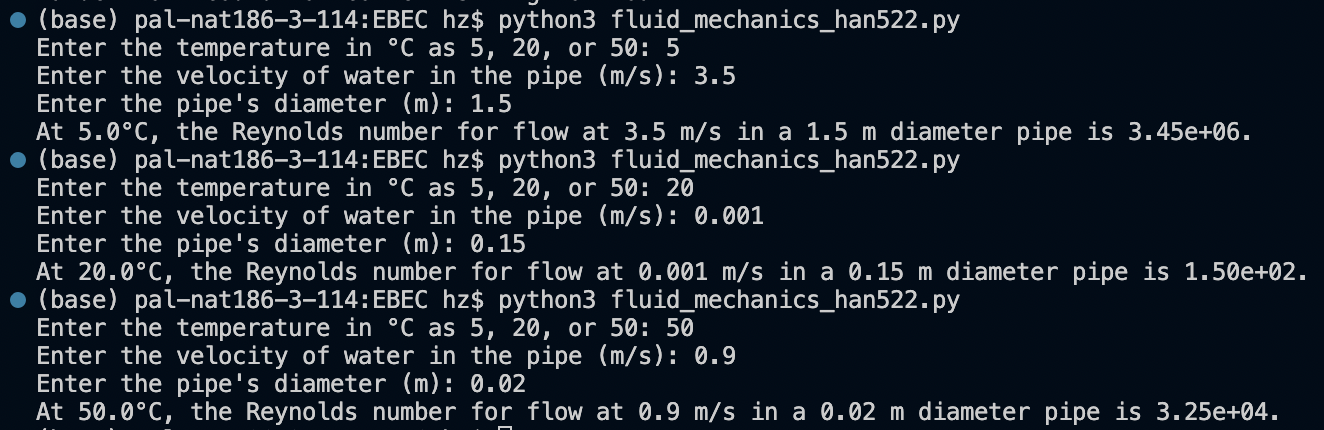 (base) pal-nat186-3-114:EBEC hz$ python3 fluid_mechanics_han522.py
Enter the temperature in °C as 5, 20, or 50: 5
Enter the velocity of water in the pipe (m/s): 3.5
Enter the pipe's diameter (m): 1.5
At 5.0°C, the Reynolds number for flow at 3.5 m/s in a 1.5 m diameter pipe is 3.45e+06.
(base) pal-nat186-3-114:EBEC hz$ python3 fluid_mechanics_han522.py
Enter the temperature in °C as 5, 20, or 50: 20
Enter the velocity of water in the pipe (m/s): 0.001
Enter the pipe's diameter (m): 0.15
At 20.0°C, the Reynolds number for flow at 0.001 m/s in a 0.15 m diameter pipe is 1.50e+02.
(base) pal-nat186-3-114:EBEC hz$ python3 fluid_mechanics_han522.py
Enter the temperature in °C as 5, 20, or 50: 50
Enter the velocity of water in the pipe (m/s): 0.9
Enter the pipe's diameter (m): 0.02
At 50.0°C, the Reynolds number for flow at 0.9 m/s in a 0.02 m diameter pipe is 3.25e+04.